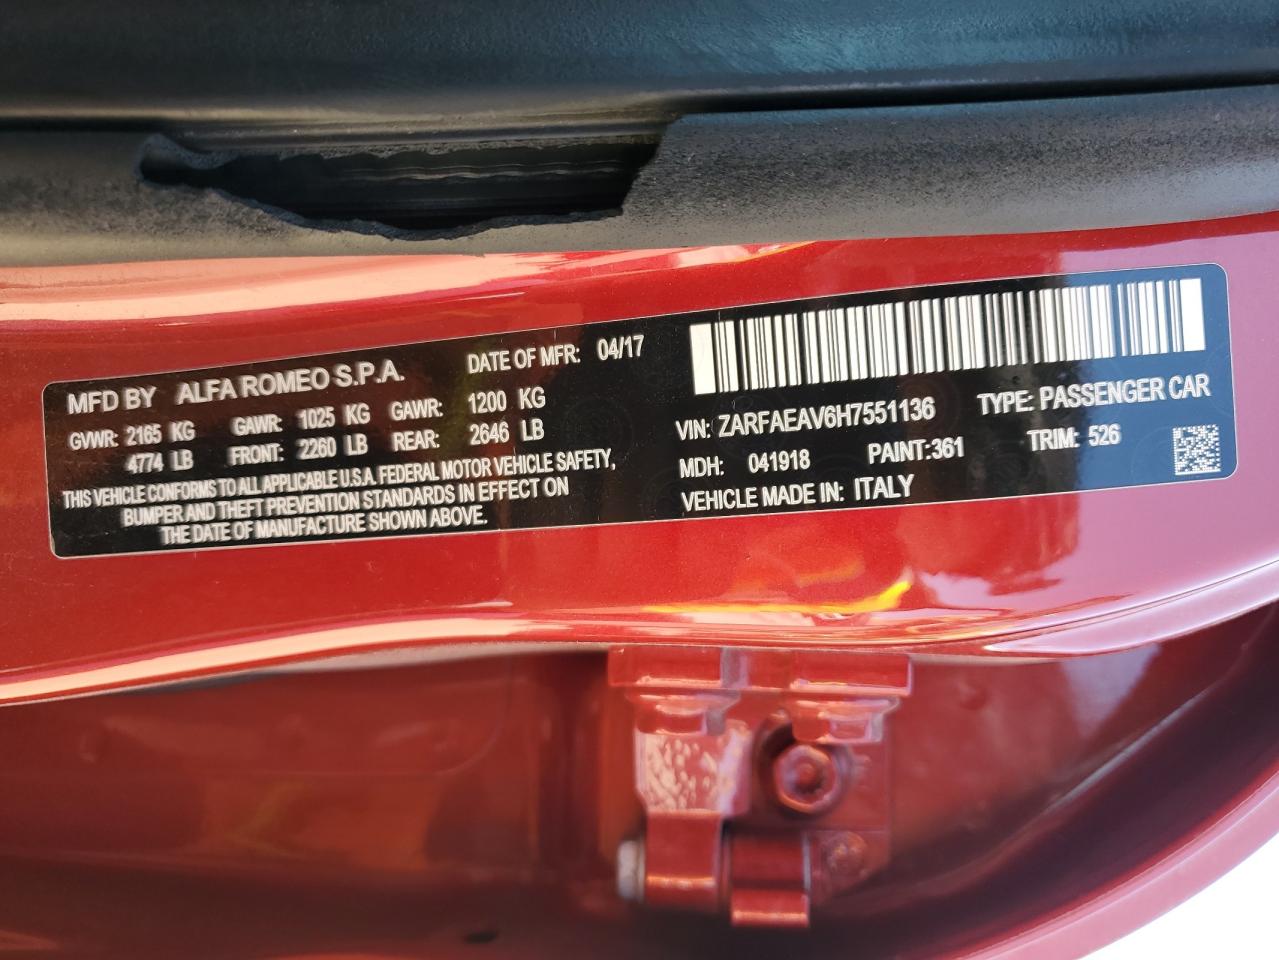 MFD BY ALFA ROMEO S.P.A. DATE OF MFR: 04/17
GVWR: 2165 KG GAWR: 1025 KG GAWR: 1200 KG
4774 LB FRONT: 2260 LB REAR: 2646 LB
THIS VEHICLE CONFORMS TO ALL APPLICABLE U.S.A. FEDERAL MOTOR VEHICLE SAFETY,
BUMPER AND THEFT PREVENTION STANDARDS IN EFFECT ON
THE DATE OF MANUFACTURE SHOWN ABOVE.
VIN: ZARFAEAV6H7551136 TYPE: PASSENGER CAR
MDH: 041918 PAINT:361 TRIM: 526
VEHICLE MADE IN: ITALY